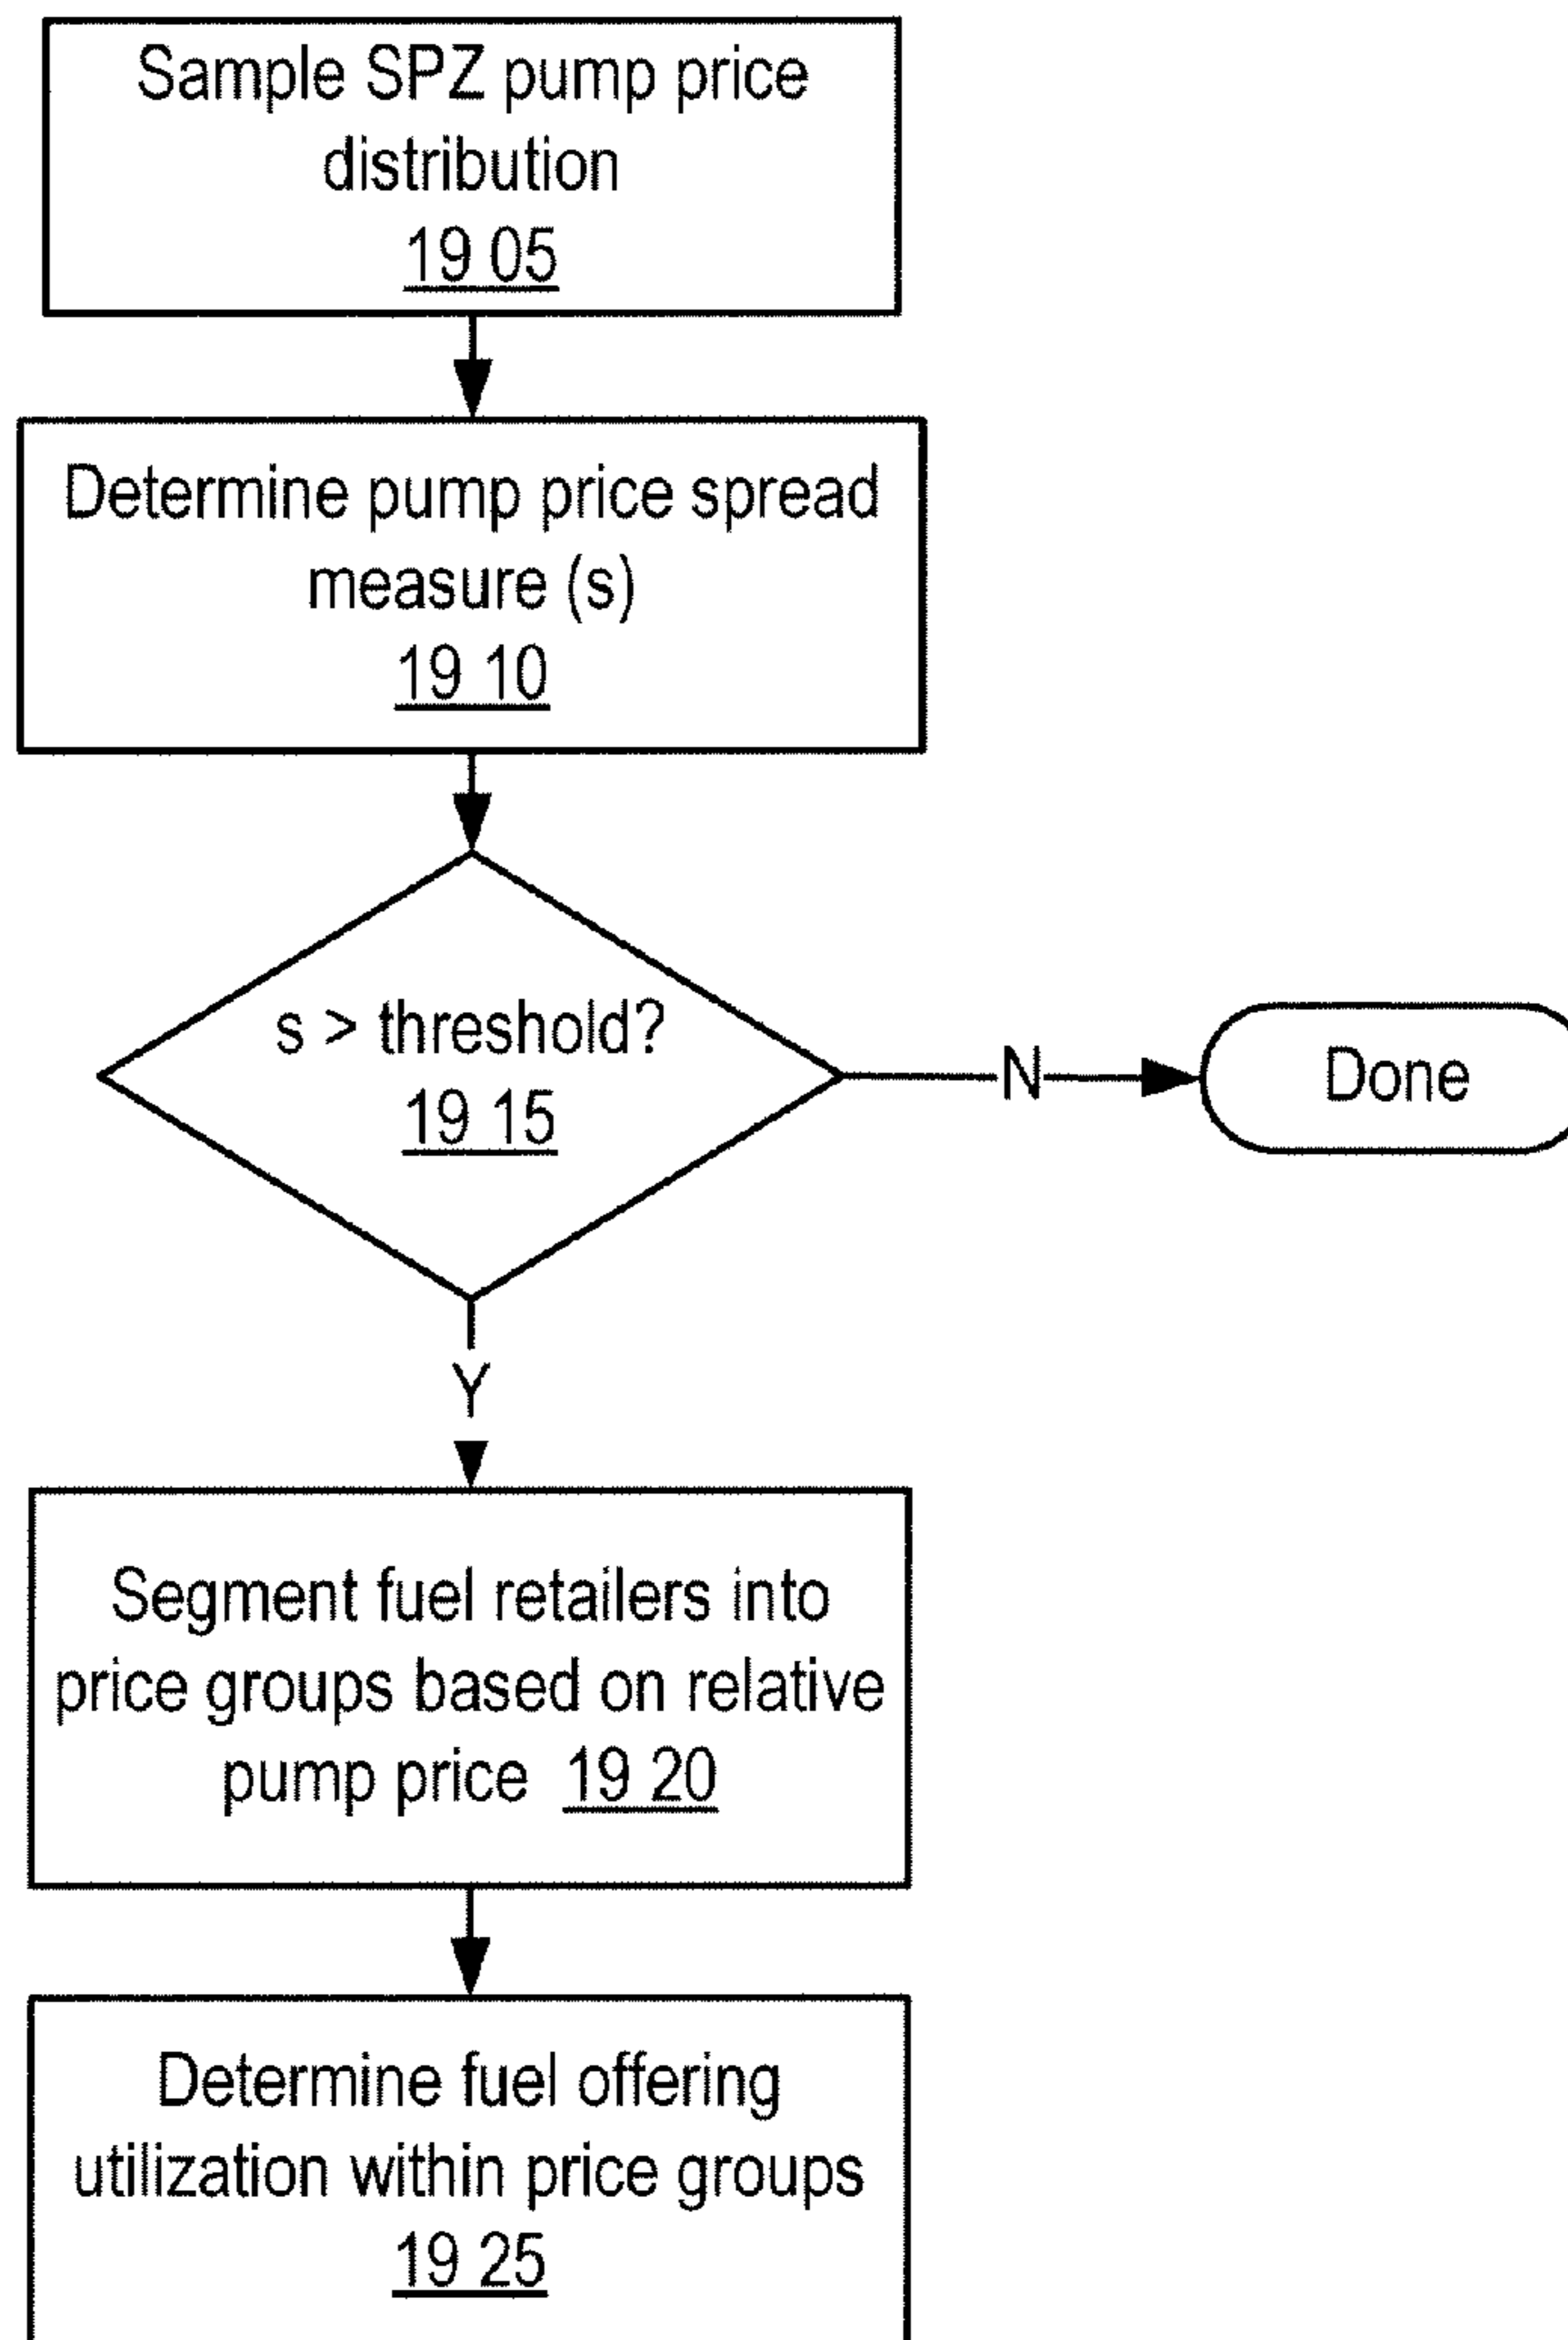 Sample SPZ pump price
distribution
19 05
Determine pump price spread
measure (s)
19 10
s > threshold?
19 15
N
Done
Y
Segment fuel retailers into
price groups based on relative
pump price 19 20
Determine fuel offering
utilization within price groups
19 25